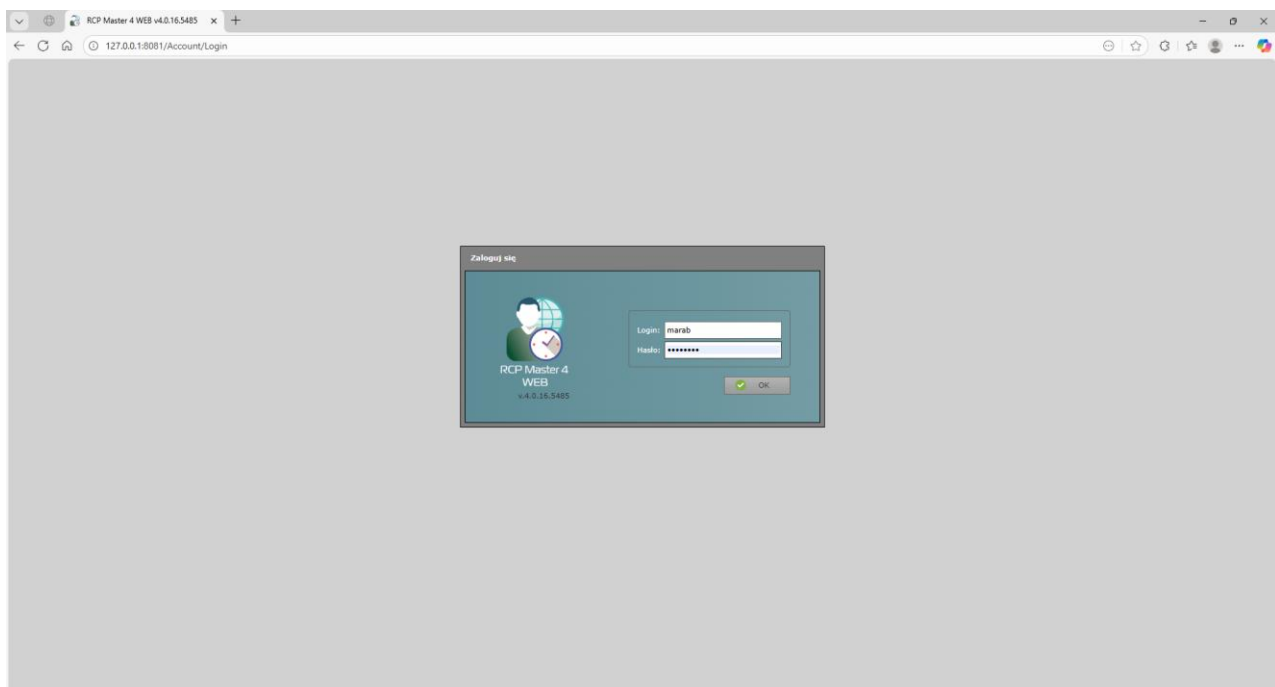 RCP Master 4 WEB v4.0.16.5485
127.0.0.1:8081/Account/Login
Zaloguj się
Login: marab
Hasło: ••••••••
RCP Master 4
WEB
v.4.0.16.5485
OK